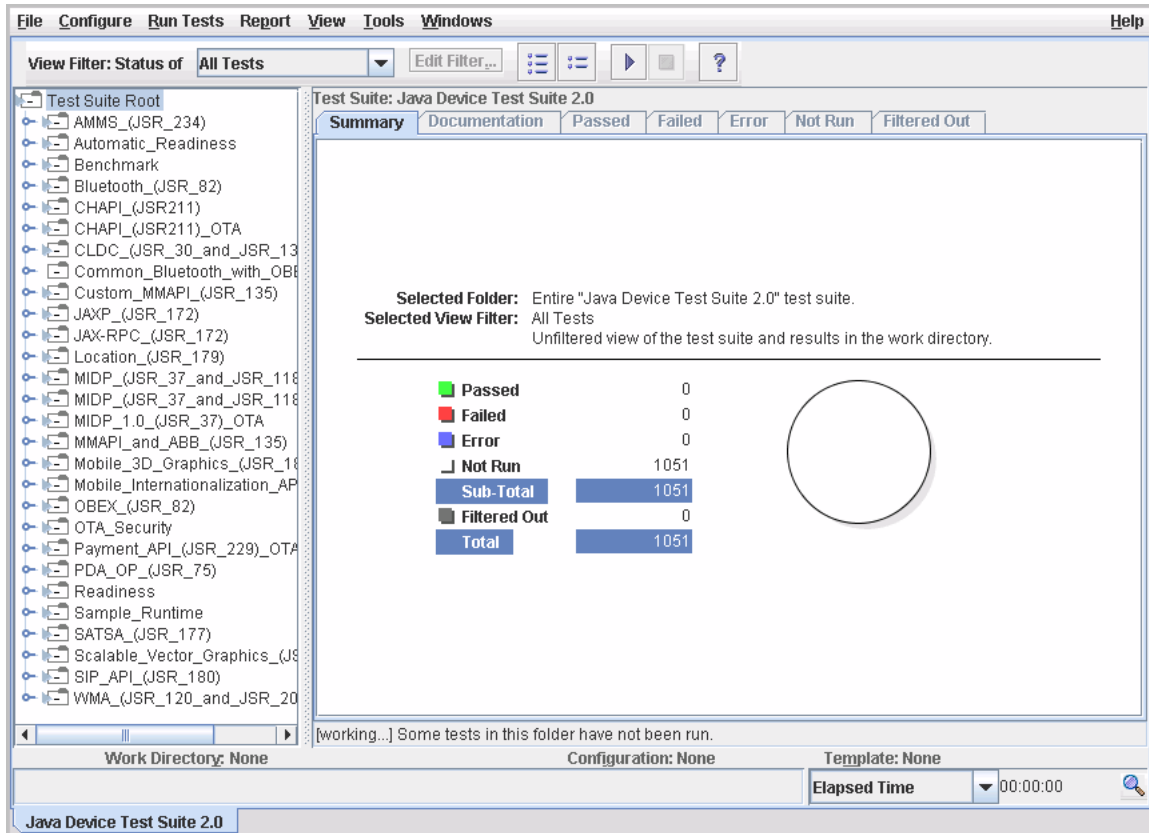 File Configure Run Tests Report View Tools Windows Help
View Filter: Status of All Tests Edit Filter... ?
Test Suite Root
AMMS_(JSR_234)
Automatic_Readiness
Benchmark
Bluetooth_(JSR_82)
CHAPI_(JSR211)
CHAPI_(JSR211)_OTA
CLDC_(JSR_30_and_JSR_13
Common_Bluetooth_with_OBE
Custom_MMAPI_(JSR_135)
JAXP_(JSR_172)
JAX-RPC_(JSR_172)
Location_(JSR_179)
MIDP_(JSR_37_and_JSR_118
MIDP_(JSR_37_and_JSR_118
MIDP_1.0_(JSR_37)_OTA
MMAPI_and_ABB_(JSR_135)
Mobile_3D_Graphics_(JSR_18
Mobile_Internationalization_AP
OBEX_(JSR_82)
OTA_Security
Payment_API_(JSR_229)_OTA
PDA_OP_(JSR_75)
Readiness
Sample_Runtime
SATSA_(JSR_177)
Scalable_Vector_Graphics_(JS
SIP_API_(JSR_180)
WMA_(JSR_120_and_JSR_20
Test Suite: Java Device Test Suite 2.0
Summary Documentation Passed Failed Error Not Run Filtered Out
Selected Folder: Entire "Java Device Test Suite 2.0" test suite.
Selected View Filter: All Tests
Unfiltered view of the test suite and results in the work directory.
Passed 0
Failed 0
Error 0
Not Run 1051
Sub-Total 1051
Filtered Out 0
Total 1051
[working...] Some tests in this folder have not been run.
Work Directory: None Configuration: None Template: None
Elapsed Time 00:00:00
Java Device Test Suite 2.0